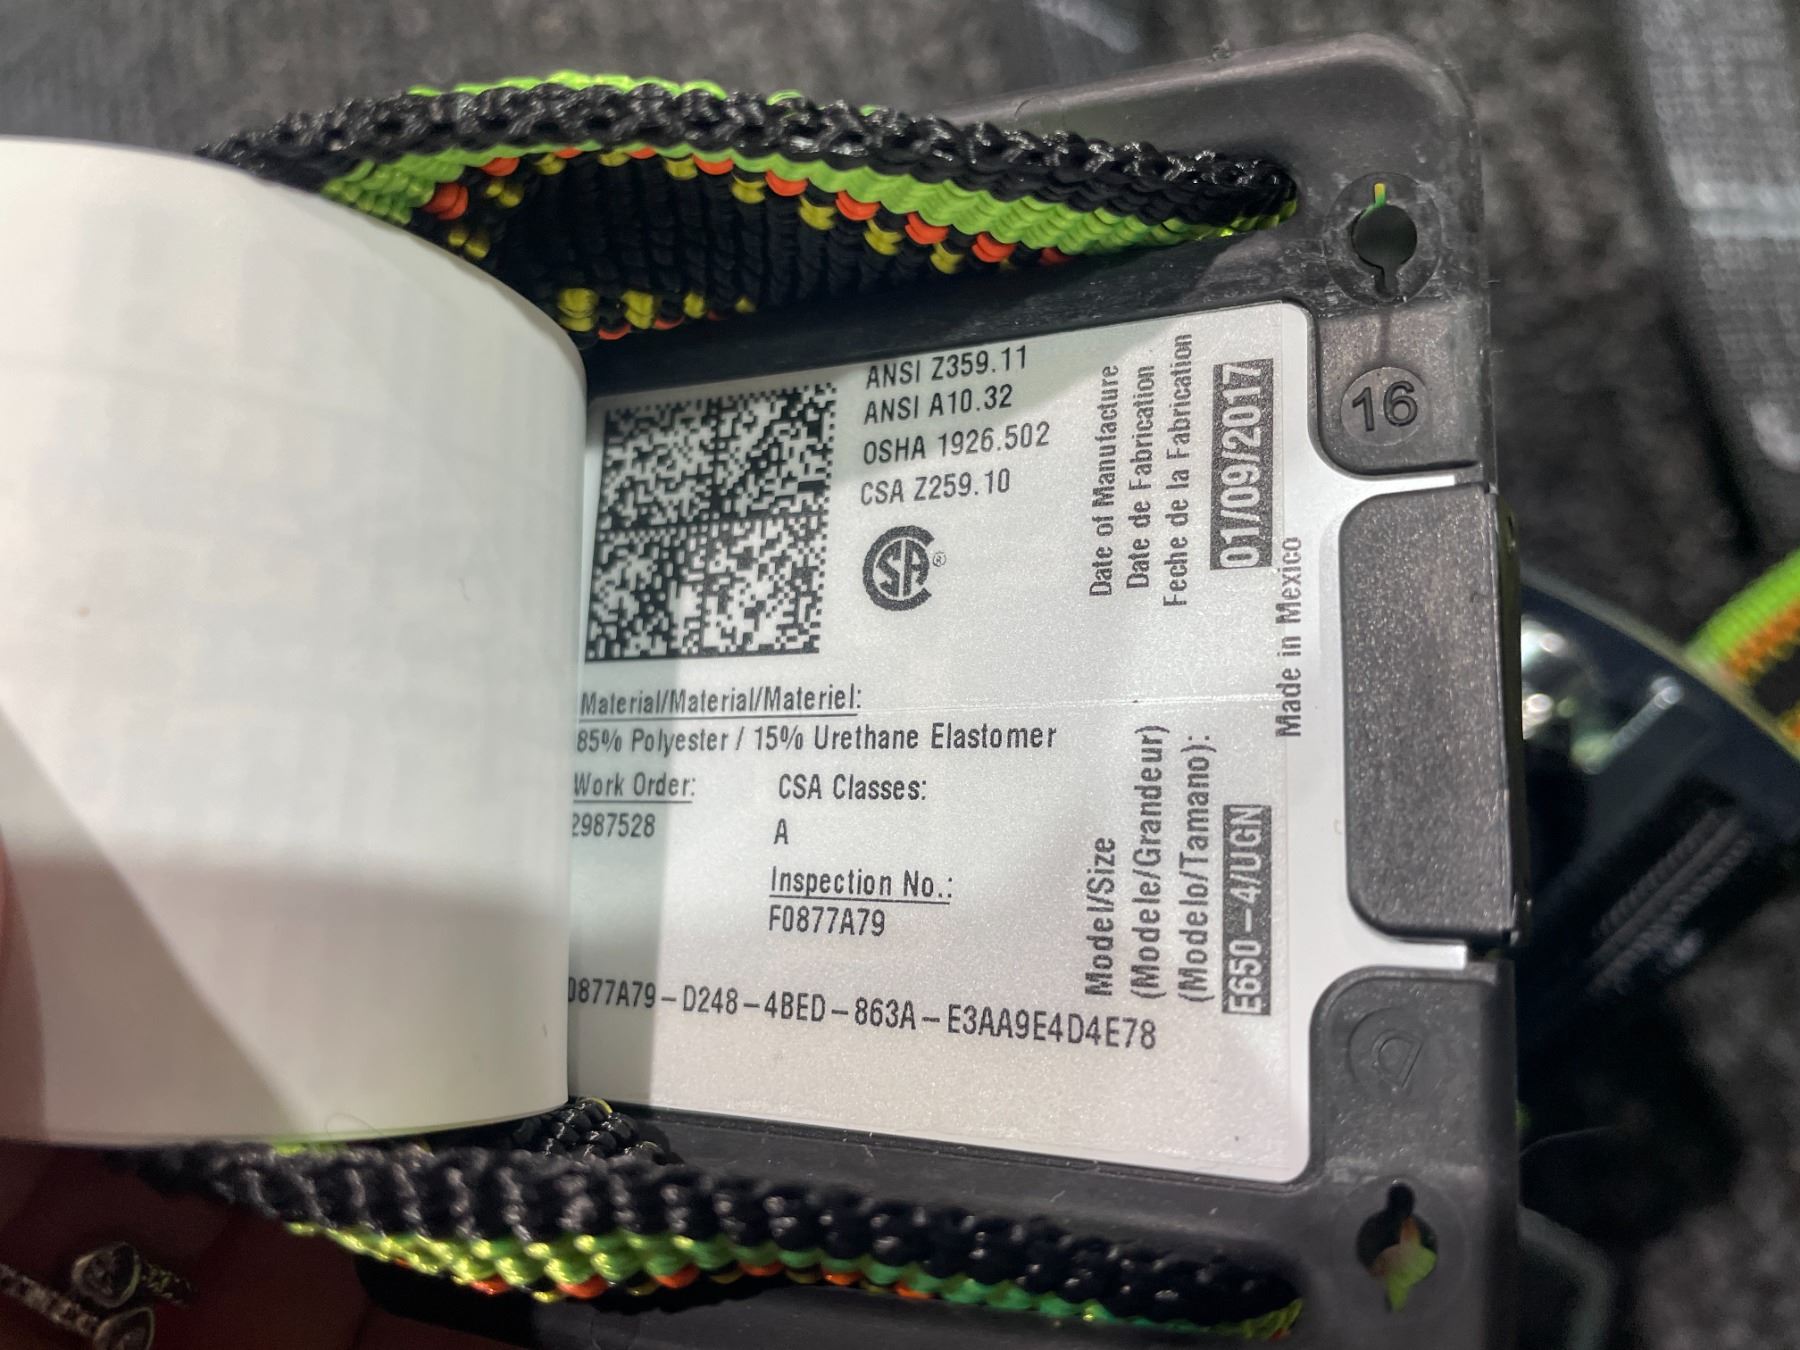 ANSI Z359.11
ANSI A10.32
OSHA 1926.502
CSA Z259.10
CSA®
Material/Material/Materiel:
85% Polyester / 15% Urethane Elastomer
Work Order:
2987528
CSA Classes:
A
Inspection No.:
F0877A79
0877A79-D248-4BED-863A-E3AA9E4D4E78
Date of Manufacture
Date de Fabrication
Feche de la Fabrication
01/09/2017
Made in Mexico
Model/Size
(Modele/Grandeur)
(Modelo/Tamano):
E650-4/UGN
16